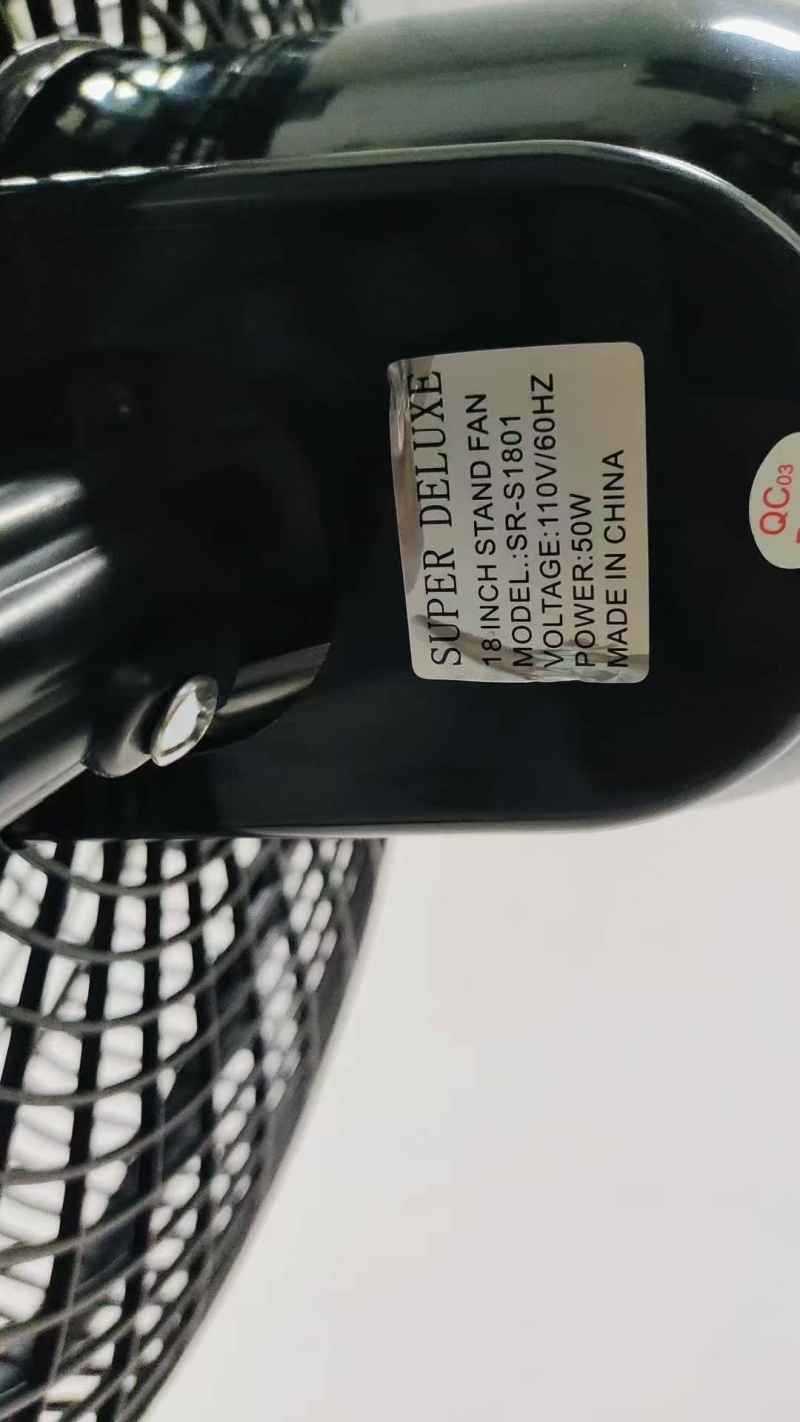 SUPER DELUXE
18 INCH STAND FAN
MODEL.:SR-S1801
VOLTAGE:110V/60HZ
POWER:50W
MADE IN CHINA
QC03